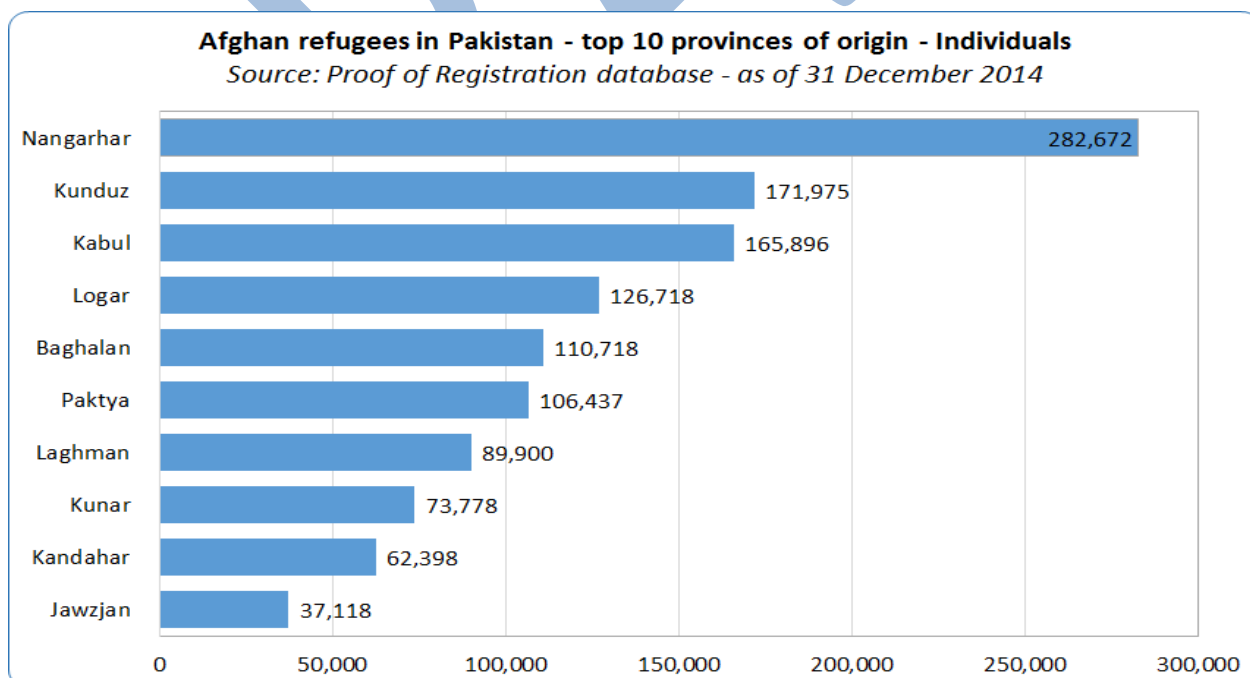 Afghan refugees in Pakistan - top 10 provinces of origin - Individuals
Source: Proof of Registration database - as of 31 December 2014
Nangarhar 282,672
Kunduz 171,975
Kabul 165,896
Logar 126,718
Baghalan 110,718
Paktya 106,437
Laghman 89,900
Kunar 73,778
Kandahar 62,398
Jawzjan 37,118
0 50,000 100,000 150,000 200,000 250,000 300,000